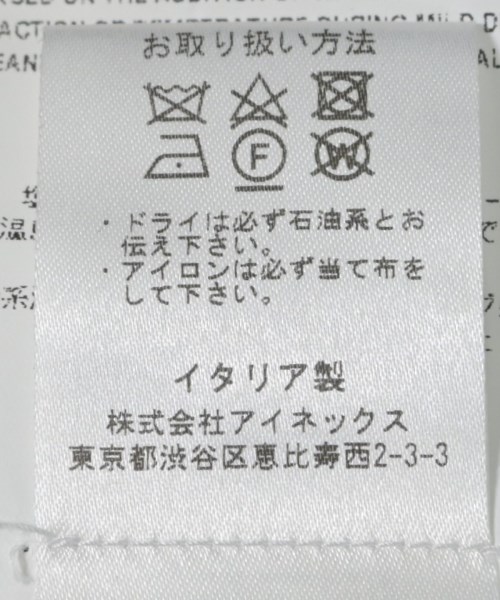 お取り扱い方法
F
W
・ドライは必ず石油系とお
伝え下さい。
・アイロンは必ず当て布を
して下さい。
イタリア製
株式会社アイネックス
東京都渋谷区恵比寿西2-3-3